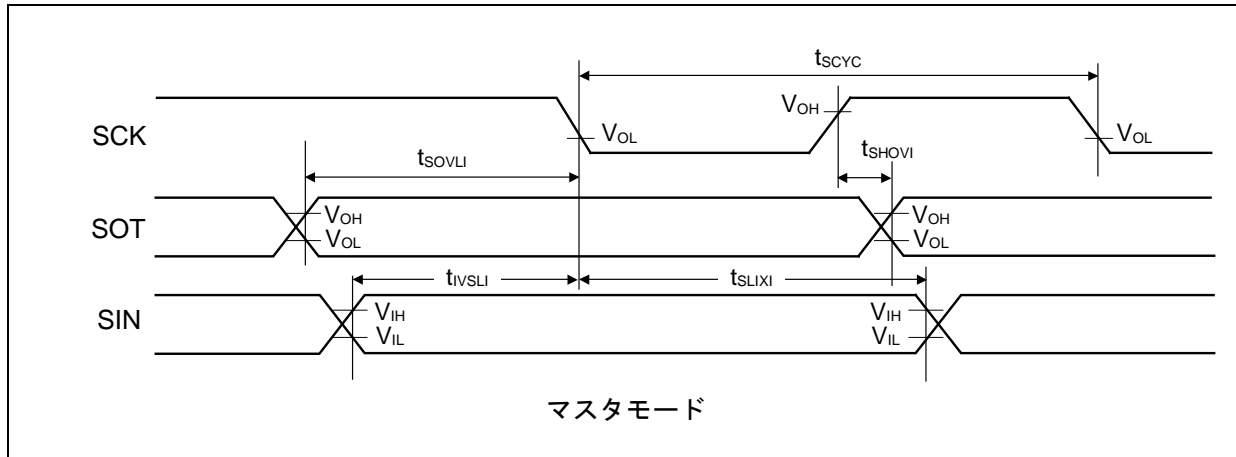 tSCYC
SCK
VOL
VOH
VOL
tSOVLI
tSHOVI
SOT
VOH
VOL
VOH
VOL
tIVSLI
tSLIXI
SIN
VIH
VIL
VIH
VIL
マスタモード